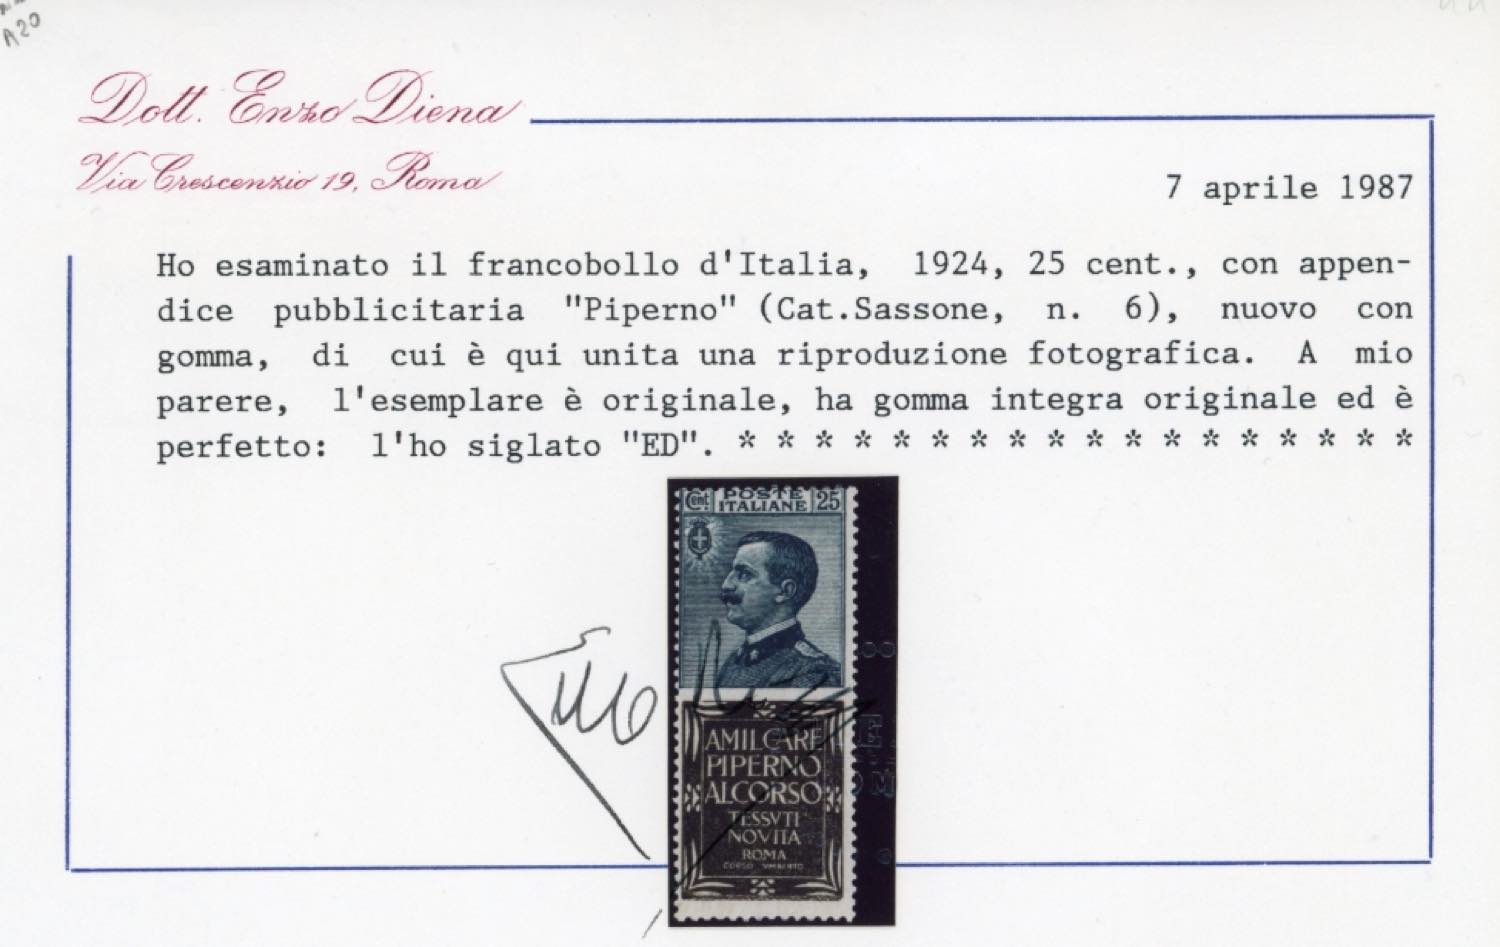 A20
Dott. Enzo Diena
Via Crescenzio 19, Roma
7 aprile 1987
Ho esaminato il francobollo d'Italia, 1924, 25 cent., con appen-
dice pubblicitaria "Piperno" (Cat.Sassone, n. 6), nuovo con
gomma, di cui è qui unita una riproduzione fotografica. A mio
parere, l'esemplare è originale, ha gomma integra originale ed è
perfetto: l'ho siglato "ED". * * * * * * * * * * * * * * * * * *
Cent. POSTE ITALIANE 25
AMILCARE
PIPERNO
ALCORSO
TESSVTI
NOVITA
ROMA
CORSO VMBERTO